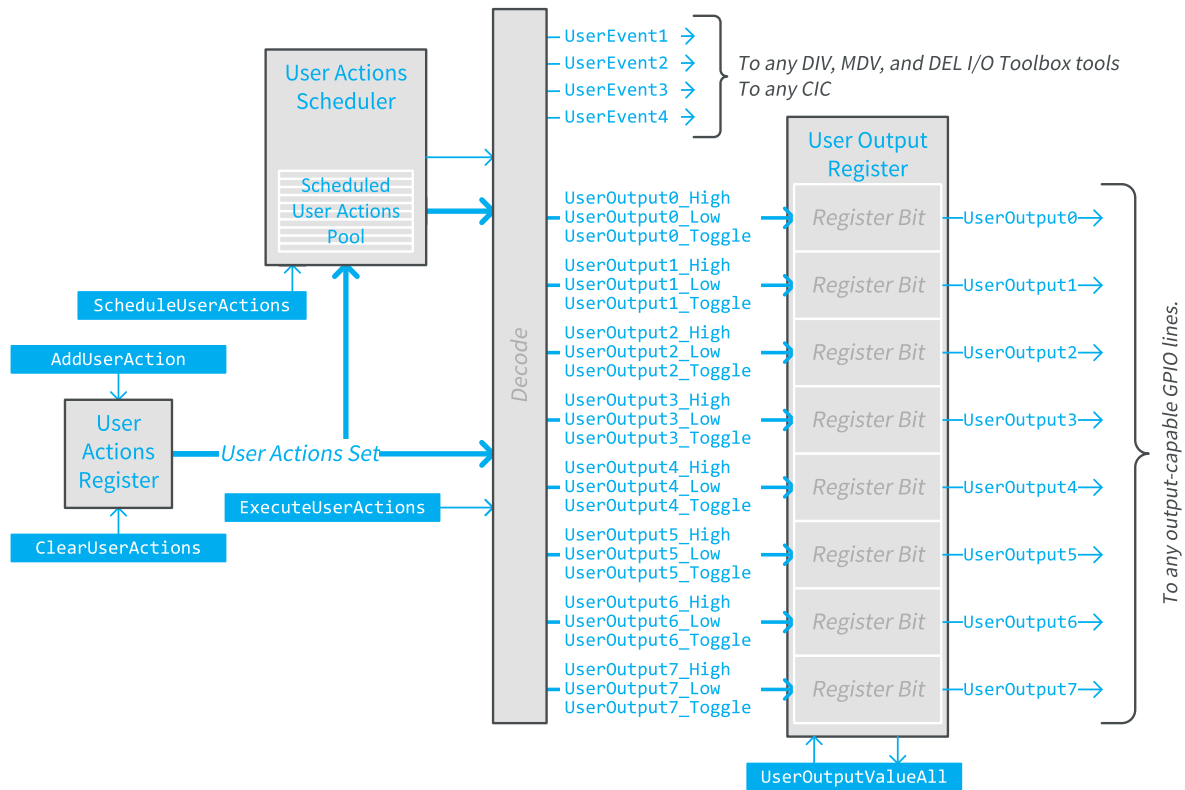 UserEvent1
UserEvent2
UserEvent3
UserEvent4
To any DIV, MDV, and DEL I/O Toolbox tools
To any CIC
User Actions
Scheduler
Scheduled
User Actions
Pool
ScheduleUserActions
AddUserAction
User
Actions
Register
User Actions Set
ExecuteUserActions
ClearUserActions
Decode
UserOutput0_High
UserOutput0_Low
UserOutput0_Toggle
UserOutput1_High
UserOutput1_Low
UserOutput1_Toggle
UserOutput2_High
UserOutput2_Low
UserOutput2_Toggle
UserOutput3_High
UserOutput3_Low
UserOutput3_Toggle
UserOutput4_High
UserOutput4_Low
UserOutput4_Toggle
UserOutput5_High
UserOutput5_Low
UserOutput5_Toggle
UserOutput6_High
UserOutput6_Low
UserOutput6_Toggle
UserOutput7_High
UserOutput7_Low
UserOutput7_Toggle
User Output
Register
Register Bit
Register Bit
Register Bit
Register Bit
Register Bit
Register Bit
Register Bit
Register Bit
UserOutput0
UserOutput1
UserOutput2
UserOutput3
UserOutput4
UserOutput5
UserOutput6
UserOutput7
To any output-capable GPIO lines.
UserOutputValueAll